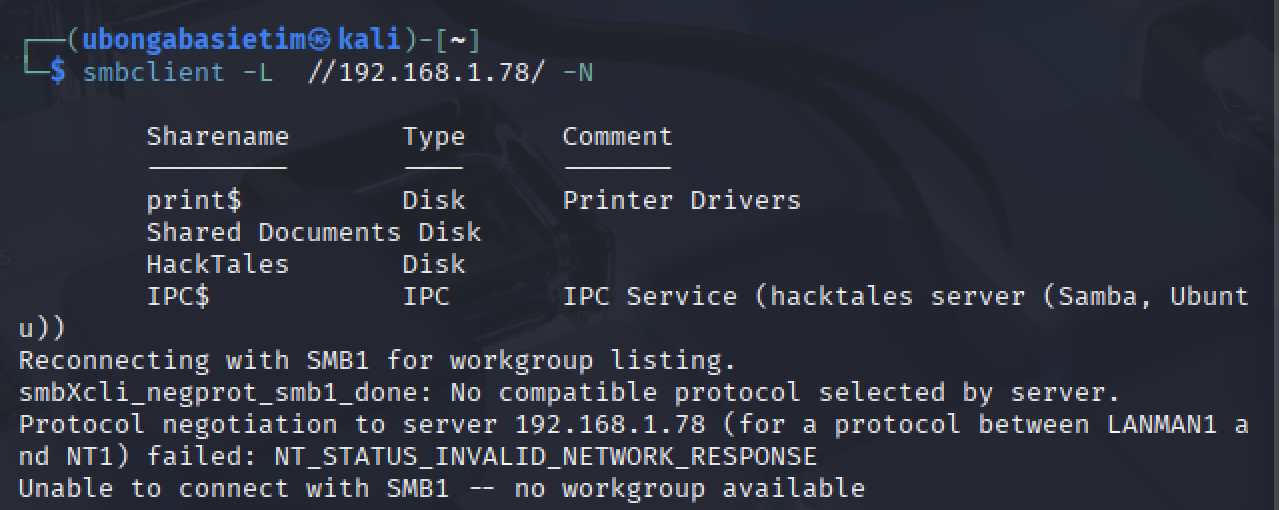 ┌──(ubongabasietim㉿kali)-[~]
└─$ smbclient -L  //192.168.1.78/ -N
Sharename       Type      Comment
---------       ----      -------
print$          Disk      Printer Drivers
Shared Documents Disk
HackTales       Disk
IPC$            IPC       IPC Service (hacktales server (Samba, Ubunt
u))
Reconnecting with SMB1 for workgroup listing.
smbXcli_negprot_smb1_done: No compatible protocol selected by server.
Protocol negotiation to server 192.168.1.78 (for a protocol between LANMAN1 a
nd NT1) failed: NT_STATUS_INVALID_NETWORK_RESPONSE
Unable to connect with SMB1 -- no workgroup available